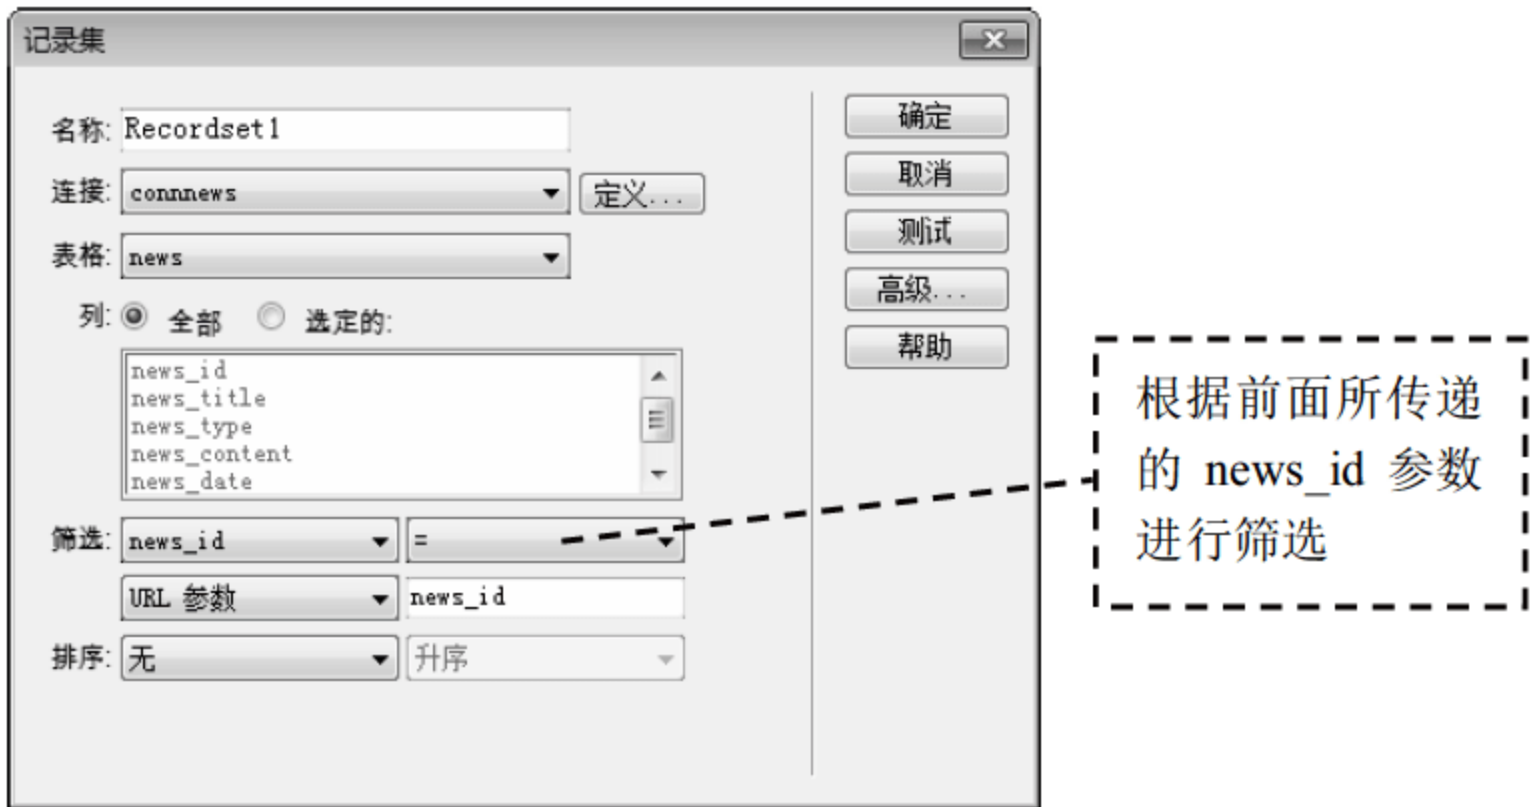 记录集
名称: Recordset1
连接: connnews 定义...
表格: news
列: 全部 选定的:
news_id
news_title
news_type
news_content
news_date
筛选: news_id =
URL 参数 news_id
排序: 无 升序
确定
取消
测试
高级...
帮助
根据前面所传递
的 news_id 参数
进行筛选